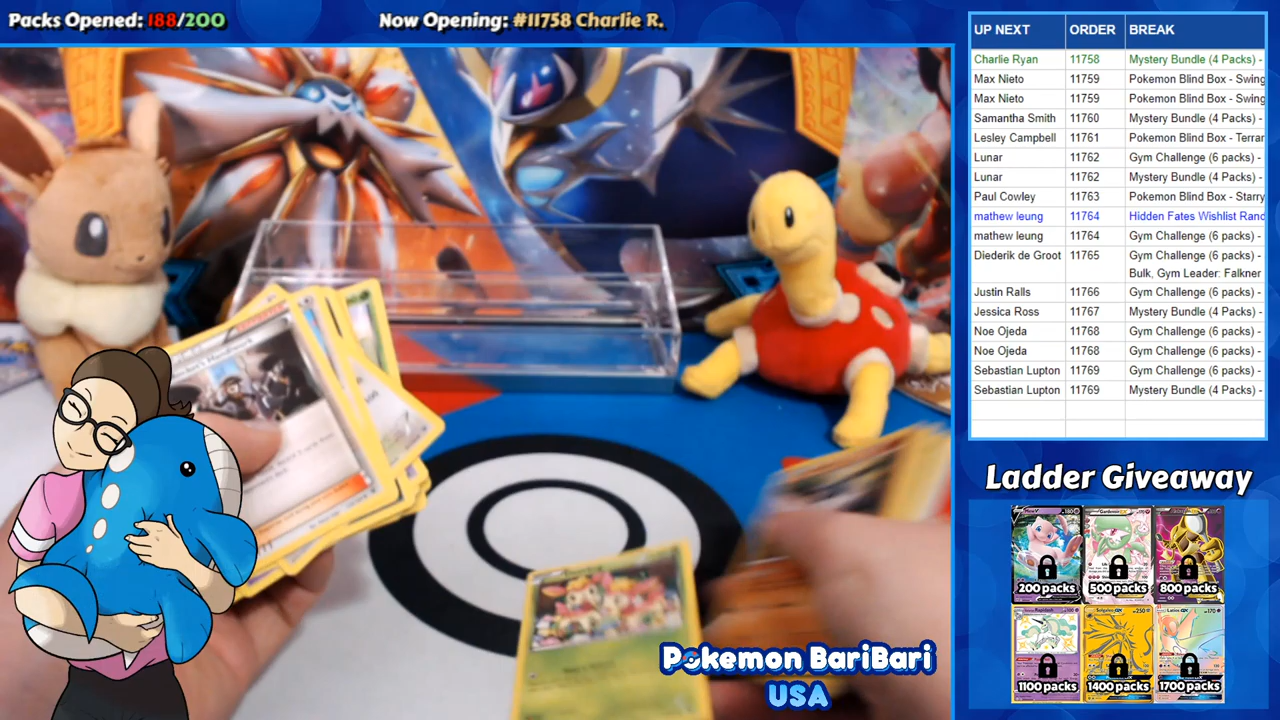 Packs Opened: 188/200
Now Opening: #11758 Charlie R.
UP NEXT ORDER BREAK
Charlie Ryan 11758 Mystery Bundle (4 Packs) -
Max Nieto 11759 Pokemon Blind Box - Swing
Max Nieto 11759 Pokemon Blind Box - Swing
Samantha Smith 11760 Mystery Bundle (4 Packs) -
Lesley Campbell 11761 Pokemon Blind Box - Terrar
Lunar 11762 Gym Challenge (6 packs) -
Lunar 11762 Mystery Bundle (4 Packs) -
Paul Cowley 11763 Pokemon Blind Box - Starry
mathew leung 11764 Hidden Fates Wishlist Rand
mathew leung 11764 Gym Challenge (6 packs) -
Diederik de Groot 11765 Gym Challenge (6 packs) -
Bulk, Gym Leader: Falkner
Justin Ralls 11766 Gym Challenge (6 packs) -
Jessica Ross 11767 Mystery Bundle (4 Packs) -
Noe Ojeda 11768 Gym Challenge (6 packs) -
Noe Ojeda 11768 Gym Challenge (6 packs) -
Sebastian Lupton 11769 Gym Challenge (6 packs) -
Sebastian Lupton 11769 Mystery Bundle (4 Packs) -
Ladder Giveaway
200 packs 500 packs 800 packs
1100 packs 1400 packs 1700 packs
Pokemon BariBari
USA